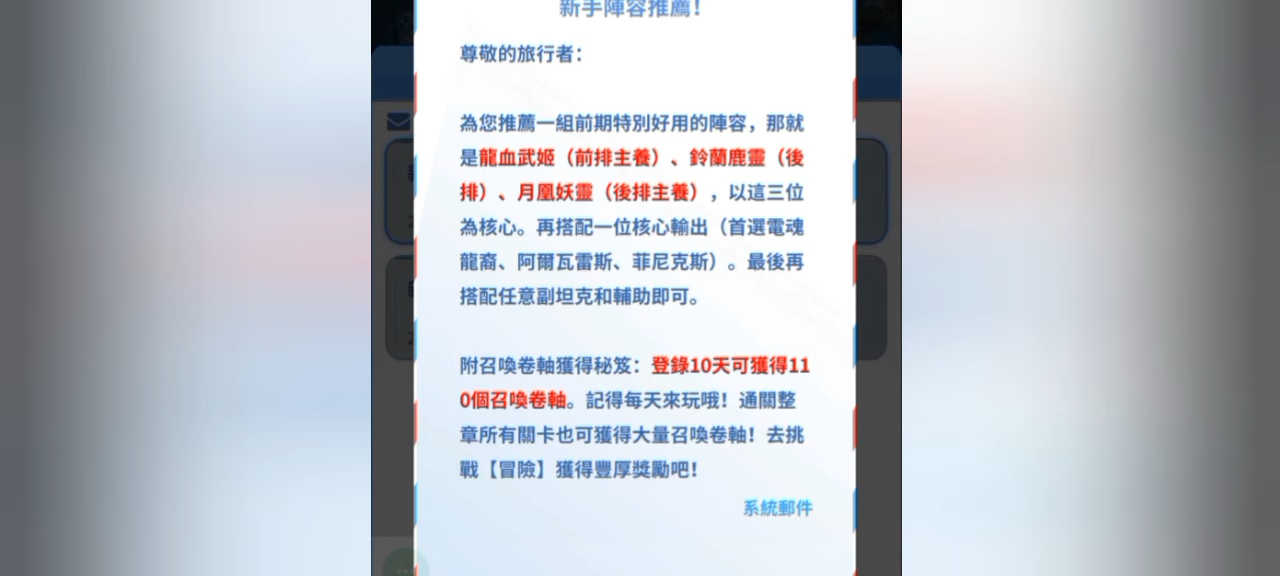 新手陣容推薦！
尊敬的旅行者：
為您推薦一組前期特別好用的陣容，那就
是龍血武姬（前排主養）、鈴蘭鹿靈（後
排）、月凰妖靈（後排主養），以這三位
為核心。再搭配一位核心輸出（首選電魂
龍裔、阿爾瓦雷斯、菲尼克斯）。最後再
搭配任意副坦克和輔助即可。
附召喚卷軸獲得秘笈：登錄10天可獲得11
0個召喚卷軸。記得每天來玩哦！通關整
章所有關卡也可獲得大量召喚卷軸！去挑
戰【冒險】獲得豐厚獎勵吧！
系統郵件